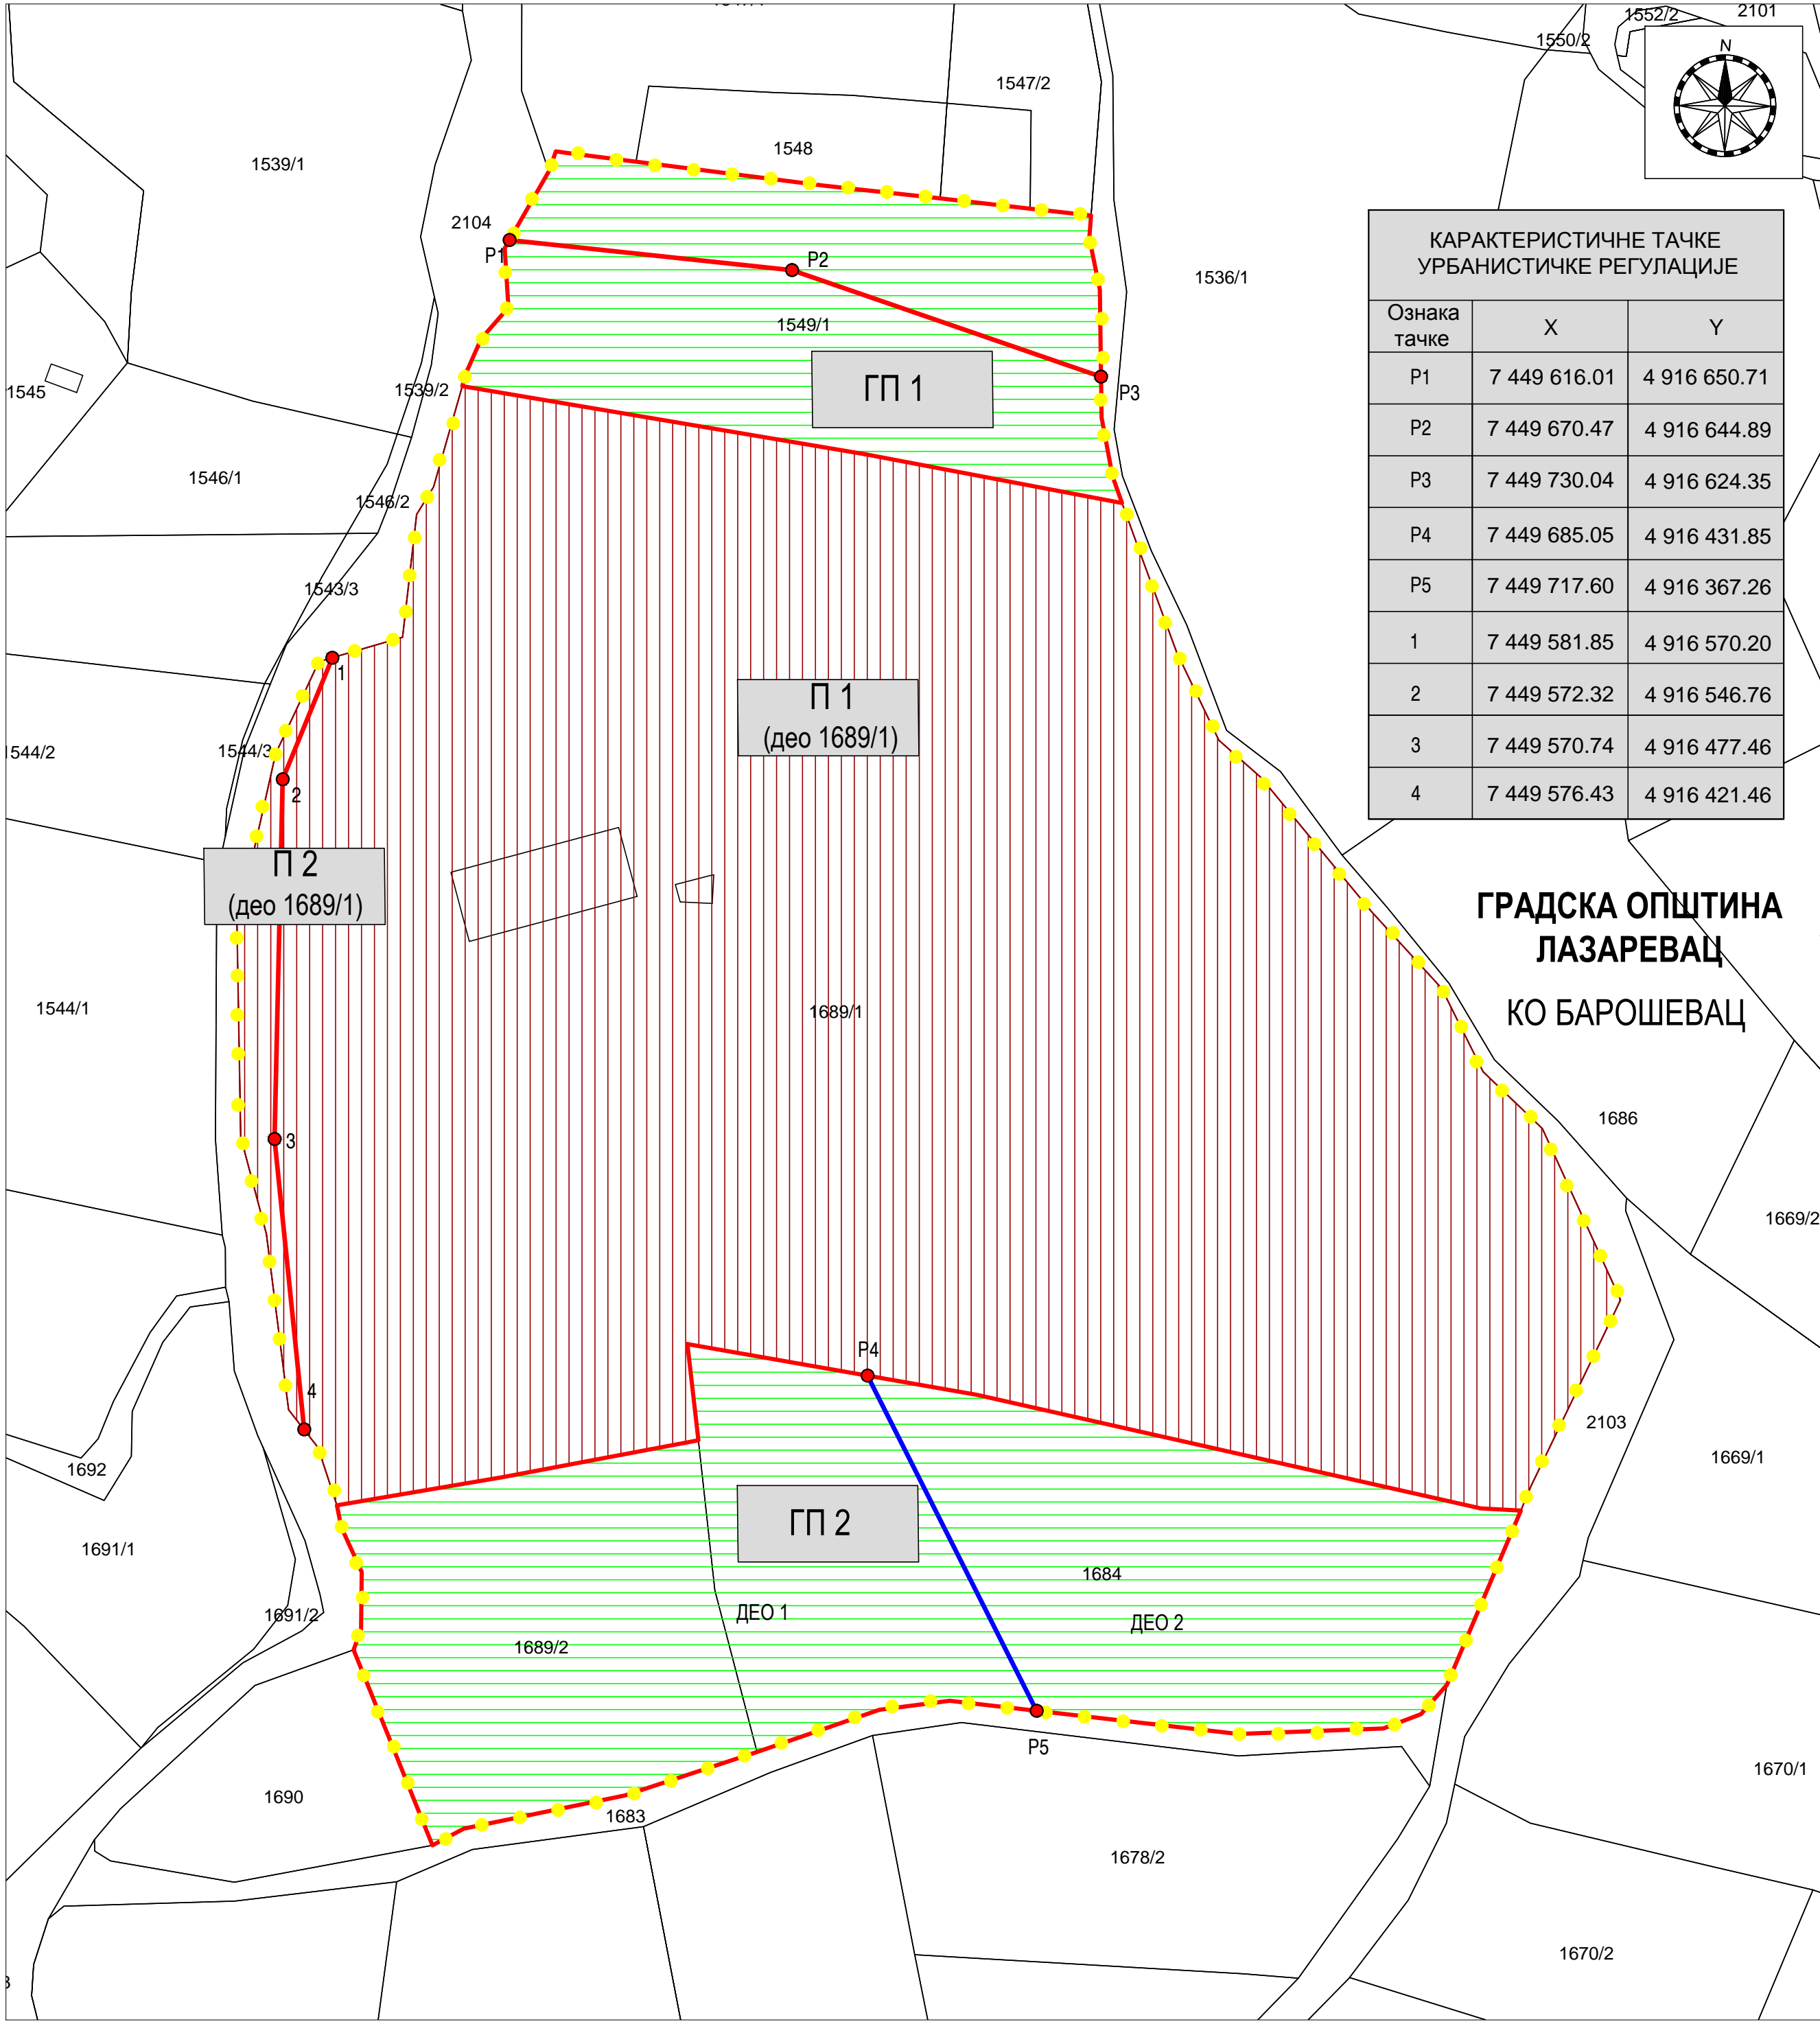 1552/2
2101
1550/2
N
1547/2
1548
1539/1
2104
P1
P2
1536/1
1549/1
ГП 1
P3
1545
1539/2
1546/1
1546/2
1543/3
1
П 1
(део 1689/1)
1544/2
1544/3
2
П 2
(део 1689/1)
1544/1
1689/1
3
КАРАКТЕРИСТИЧНЕ ТАЧКЕ
УРБАНИСТИЧКЕ РЕГУЛАЦИЈЕ
Ознака тачке X Y
P1 7 449 616.01 4 916 650.71
P2 7 449 670.47 4 916 644.89
P3 7 449 730.04 4 916 624.35
P4 7 449 685.05 4 916 431.85
P5 7 449 717.60 4 916 367.26
1 7 449 581.85 4 916 570.20
2 7 449 572.32 4 916 546.76
3 7 449 570.74 4 916 477.46
4 7 449 576.43 4 916 421.46
ГРАДСКА ОПШТИНА
ЛАЗАРЕВАЦ
КО БАРОШЕВАЦ
1686
1669/2
P4
4
2103
1669/1
1692
ГП 2
1691/1
1684
1691/2
ДЕО 1
ДЕО 2
1689/2
P5
1670/1
1690
1683
1678/2
1670/2